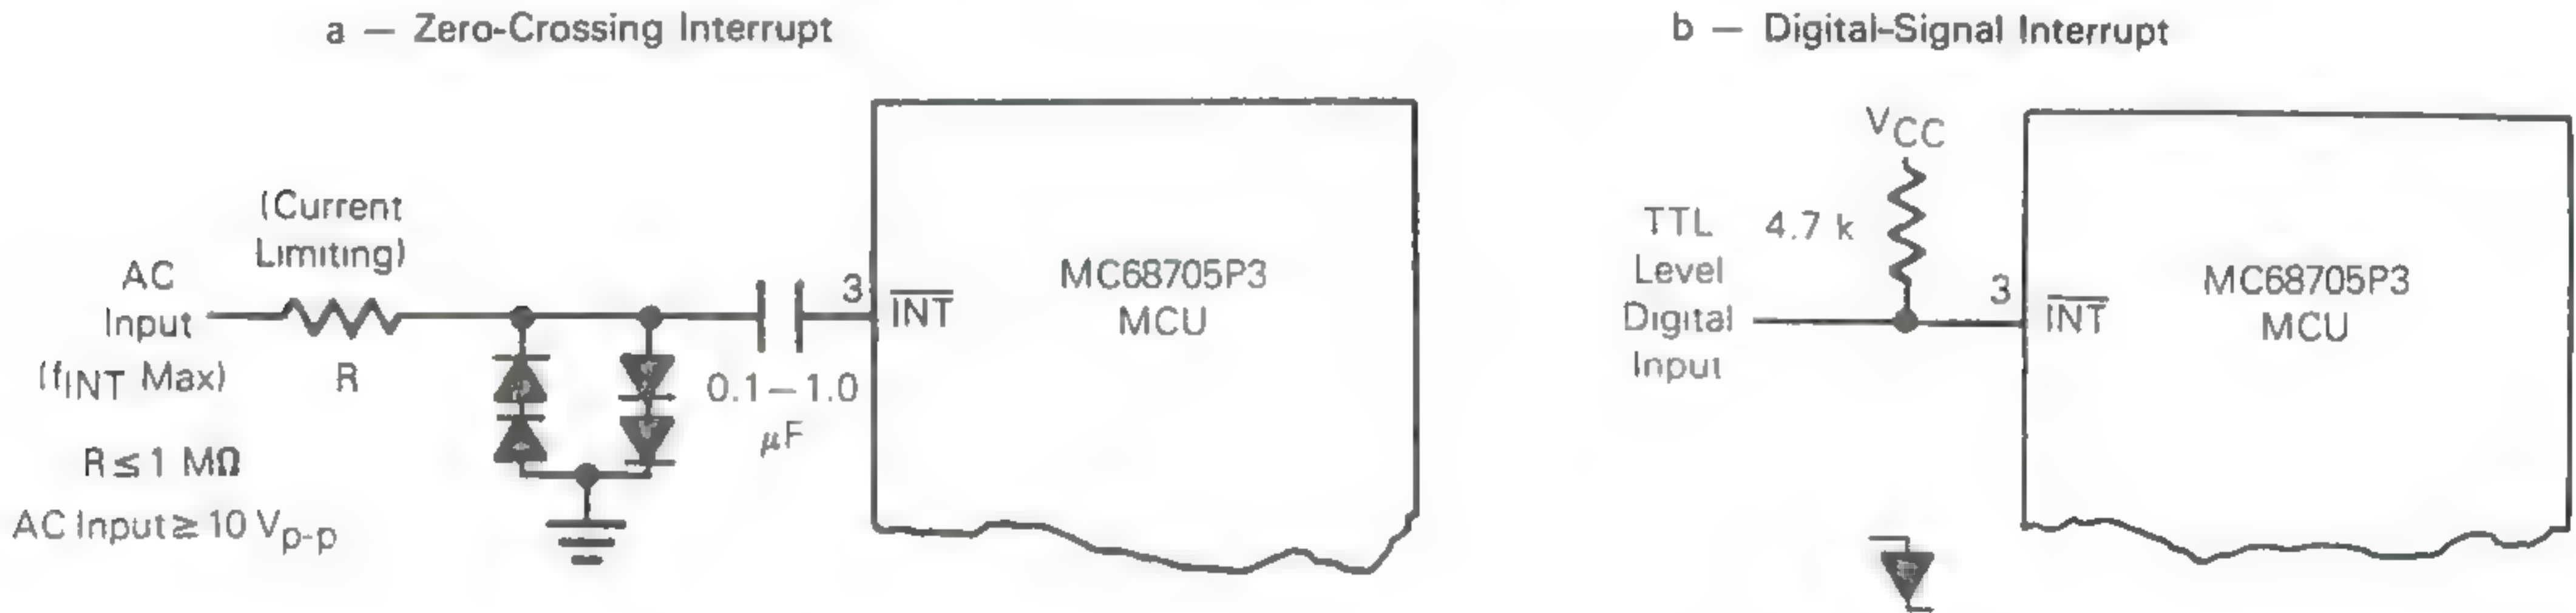 a — Zero-Crossing Interrupt
(Current
Limiting)
AC
Input
(fINT Max)
R
R ≤ 1 MΩ
AC Input ≥ 10 Vp-p
0.1–1.0
μF
3
INT
MC68705P3
MCU
b — Digital-Signal Interrupt
VCC
4.7 k
TTL
Level
Digital
Input
3
INT
MC68705P3
MCU